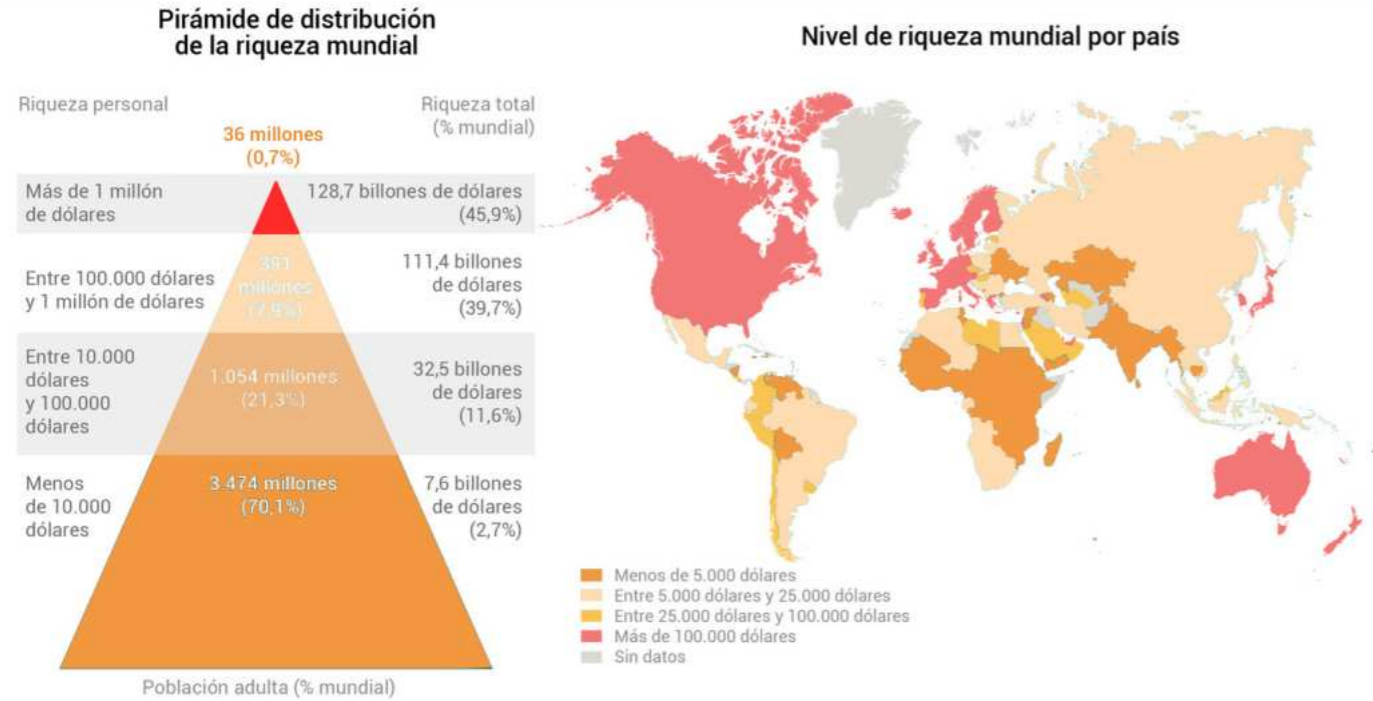 Pirámide de distribución
de la riqueza mundial
Riqueza personal
Riqueza total
(% mundial)
36 millones
(0,7%)
Más de 1 millón
de dólares
128,7 billones de dólares
(45,9%)
Entre 100.000 dólares
y 1 millón de dólares
391
millones
(7,9%)
111,4 billones
de dólares
(39,7%)
Entre 10.000
dólares
y 100.000
dólares
1.054 millones
(21,3%)
32,5 billones
de dólares
(11,6%)
Menos
de 10.000
dólares
3.474 millones
(70,1%)
7,6 billones
de dólares
(2,7%)
Población adulta (% mundial)
Nivel de riqueza mundial por país
Menos de 5.000 dólares
Entre 5.000 dólares y 25.000 dólares
Entre 25.000 dólares y 100.000 dólares
Más de 100.000 dólares
Sin datos